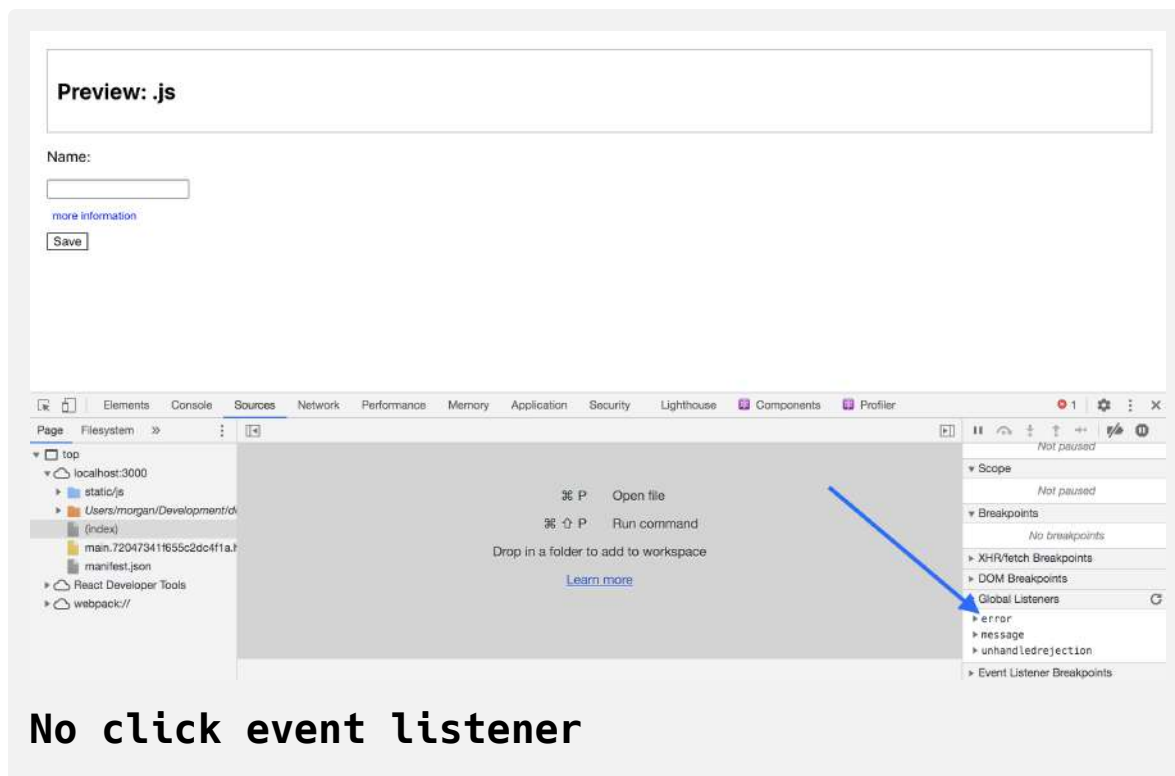 Preview: .js
Name:
more information
Save
Elements Console Sources Network Performance Memory Application Security Lighthouse Components Profiler 1
Page Filesystem »
Not paused
top
localhost:3000
static/js
Users/morgan/Development/d
(index)
main.72047341f655c2dc4f1a.h
manifest.json
React Developer Tools
webpack://
⌘ P Open file
⌘ ⇧ P Run command
Drop in a folder to add to workspace
Learn more
Scope
Not paused
Breakpoints
No breakpoints
XHR/fetch Breakpoints
DOM Breakpoints
Global Listeners
error
message
unhandledrejection
Event Listener Breakpoints
No click event listener